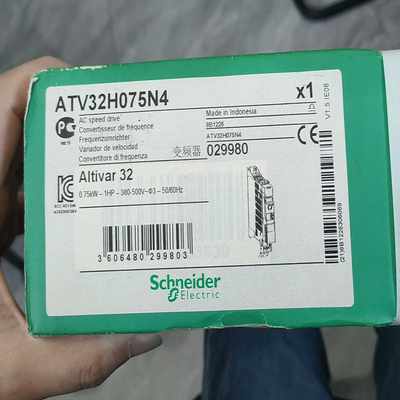 ATV32H075N4
x1
AC speed drive
Convertisseur de fréquence
Frequenzumrichter
Variador de velocidad
Convertitore di frequenza
变频器
Made in Indonesia
ATV32H075N4
029980
Altivar 32
0.75kW - 1HP - 380-500V - Φ3 - 50/60Hz
3 606480 299803
Schneider
Electric